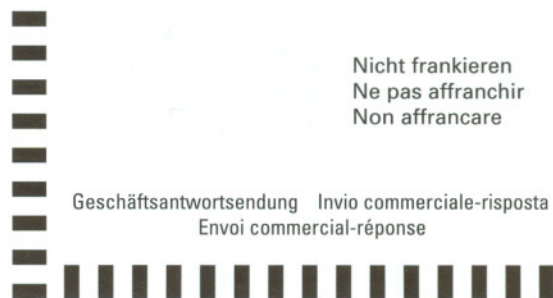 Nicht frankieren
Ne pas affranchir
Non affrancare
Geschäftsantwortsendung Invio commerciale-risposta
Envoi commercial-réponse